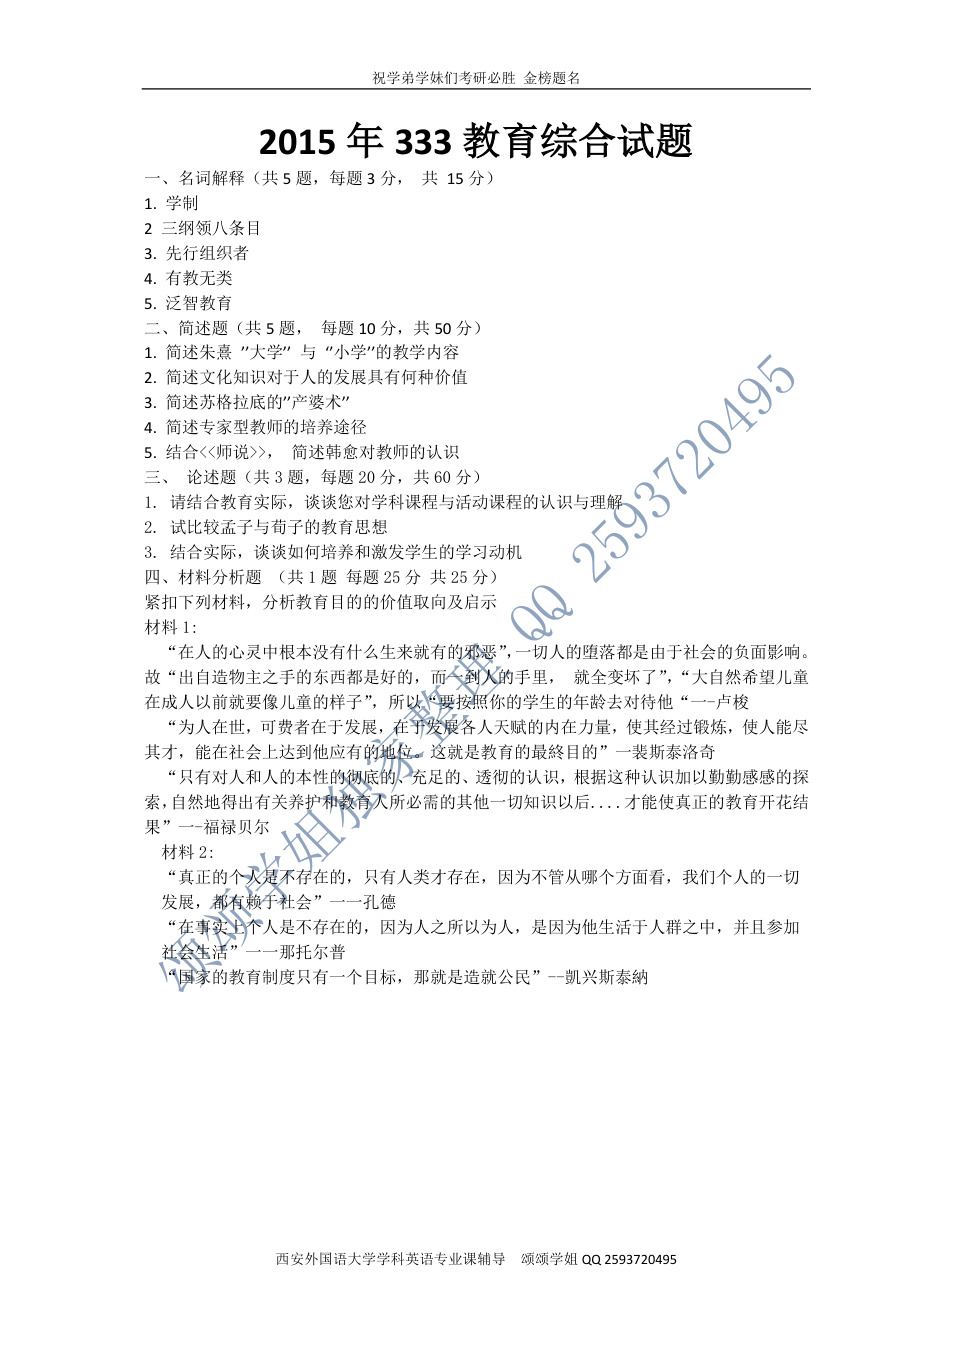 祝学弟学妹们考研必胜 金榜题名
2015 年 333 教育综合试题
一、名词解释（共 5 题，每题 3 分， 共 15 分）
1. 学制
2 三纲领八条目
3. 先行组织者
4. 有教无类
5. 泛智教育
二、简述题（共 5 题， 每题 10 分，共 50 分）
1. 简述朱熹 ”大学” 与 “小学”的教学内容
2. 简述文化知识对于人的发展具有何种价值
3. 简述苏格拉底的”产婆术”
4. 简述专家型教师的培养途径
5. 结合<<师说>>， 简述韩愈对教师的认识
三、 论述题（共 3 题，每题 20 分，共 60 分）
1. 请结合教育实际，谈谈您对学科课程与活动课程的认识与理解
2. 试比较孟子与荀子的教育思想
3. 结合实际，谈谈如何培养和激发学生的学习动机
四、材料分析题 （共 1 题 每题 25 分 共 25 分）
紧扣下列材料，分析教育目的的价值取向及启示
材料 1:
“在人的心灵中根本没有什么生来就有的邪恶”，一切人的堕落都是由于社会的负面影响。
故“出自造物主之手的东西都是好的，而一到人的手里， 就全变坏了”，“大自然希望儿童
在成人以前就要像儿童的样子”，所以“要按照你的学生的年龄去对待他“一-卢梭
“为人在世，可费者在于发展，在于发展各人天赋的内在力量，使其经过锻炼，使人能尽
其才，能在社会上达到他应有的地位。这就是教育的最終目的”一裴斯泰洛奇
“只有对人和人的本性的彻底的、充足的、透彻的认识，根据这种认识加以勤勤感感的探
索，自然地得出有关养护和教育人所必需的其他一切知识以后....才能使真正的教育开花结
果”一-福禄贝尔
材料 2:
“真正的个人是不存在的，只有人类才存在，因为不管从哪个方面看，我们个人的一切
发展，都有赖于社会”一一孔德
“在事实上个人是不存在的，因为人之所以为人，是因为他生活于人群之中，并且参加
社会生活”一一那托尔普
“国家的教育制度只有一个目标，那就是造就公民”--凱兴斯泰納
颂颂学姐独家整理 QQ 2593720495
西安外国语大学学科英语专业课辅导 颂颂学姐 QQ 2593720495